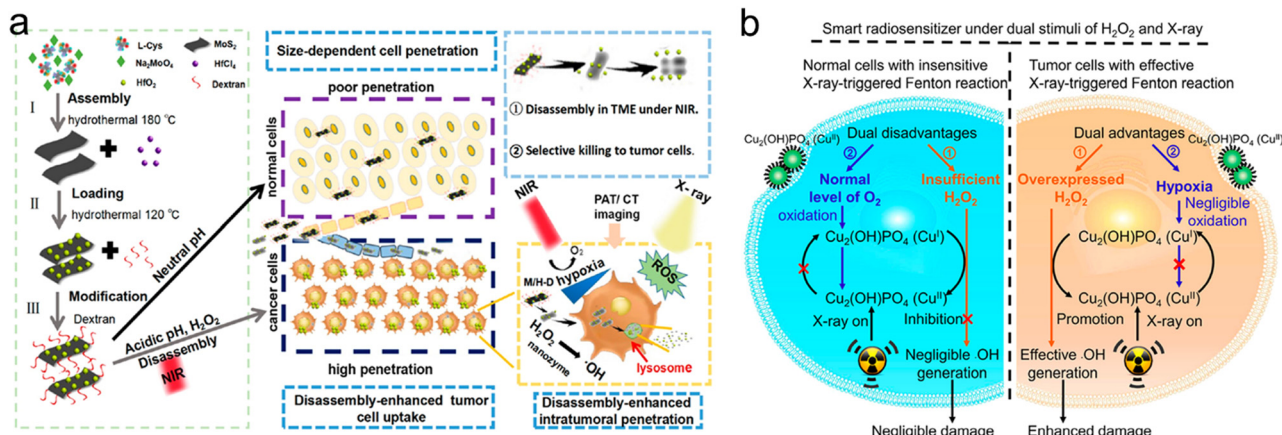 a
L-Cys
MoS₂
Na₂MoO₄
HfCl₄
HfO₂
Dextran
I
Assembly
hydrothermal 180 °C
II
Loading
hydrothermal 120 °C
III
Modification
Dextran
Neutral pH
Acidic pH, H₂O₂
Disassembly
NIR
Size-dependent cell penetration
poor penetration
normal cells
cancer cells
high penetration
Disassembly-enhanced tumor
cell uptake
① Disassembly in TME under NIR.
② Selective killing to tumor cells.
NIR
PAT/ CT
imaging
X- ray
O₂
hypoxia
ROS
M/H-D
H₂O₂
nanozyme
·OH
lysosome
Disassembly-enhanced
intratumoral penetration
b
Smart radiosensitizer under dual stimuli of H₂O₂ and X-ray
Normal cells with insensitive
X-ray-triggered Fenton reaction
Cu₂(OH)PO₄ (Cuᴵᴵ)
Dual disadvantages
②
①
Normal
level of O₂
Insufficient
H₂O₂
oxidation
Cu₂(OH)PO₄ (Cuᴵ)
Cu₂(OH)PO₄ (Cuᴵᴵ)
X-ray on
Inhibition
Negligible ·OH
generation
Negligible damage
Tumor cells with effective
X-ray-triggered Fenton reaction
Dual advantages
Cu₂(OH)PO₄ (Cuᴵᴵ)
①
②
Overexpressed
H₂O₂
Hypoxia
Negligible
oxidation
Cu₂(OH)PO₄ (Cuᴵ)
Cu₂(OH)PO₄ (Cuᴵᴵ)
Promotion
X-ray on
Effective ·OH
generation
Enhanced damage